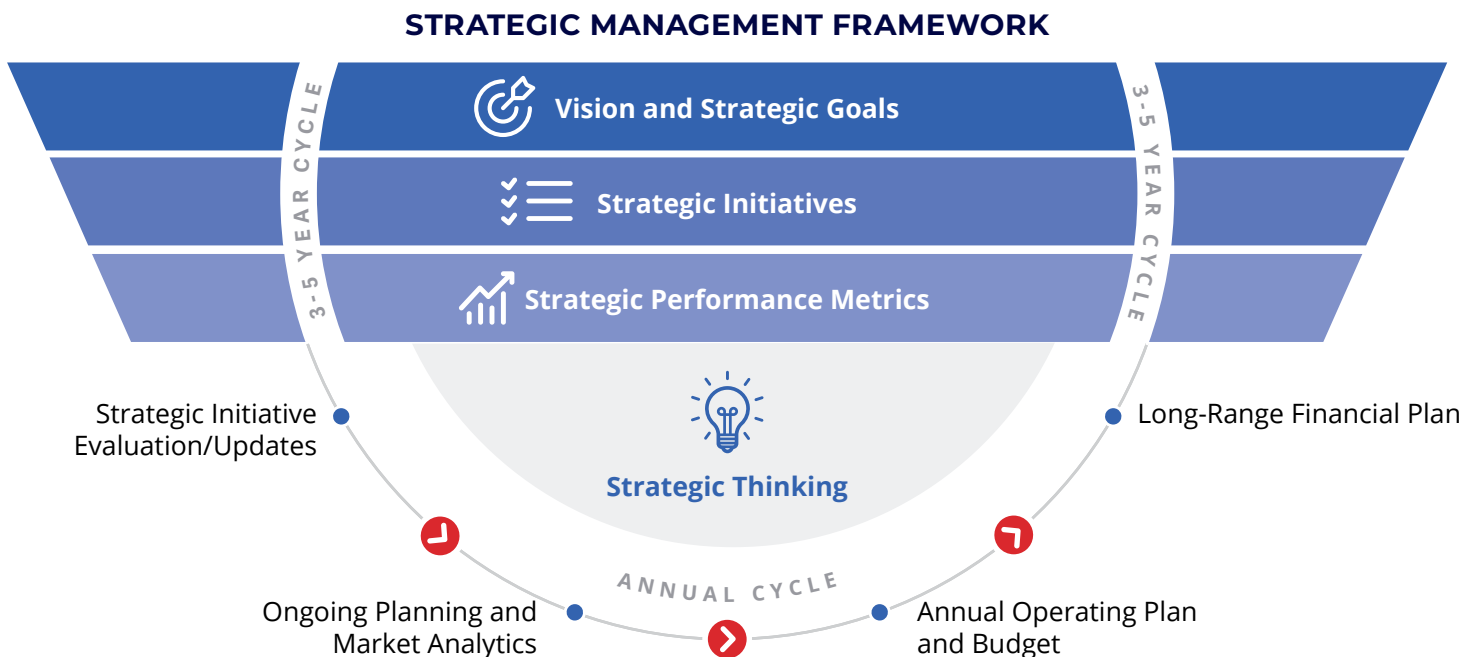 STRATEGIC MANAGEMENT FRAMEWORK
3-5 YEAR CYCLE
Vision and Strategic Goals
3-5 YEAR CYCLE
Strategic Initiatives
Strategic Performance Metrics
Strategic Thinking
Strategic Initiative
Evaluation/Updates
Long-Range Financial Plan
ANNUAL CYCLE
Ongoing Planning and
Market Analytics
Annual Operating Plan
and Budget